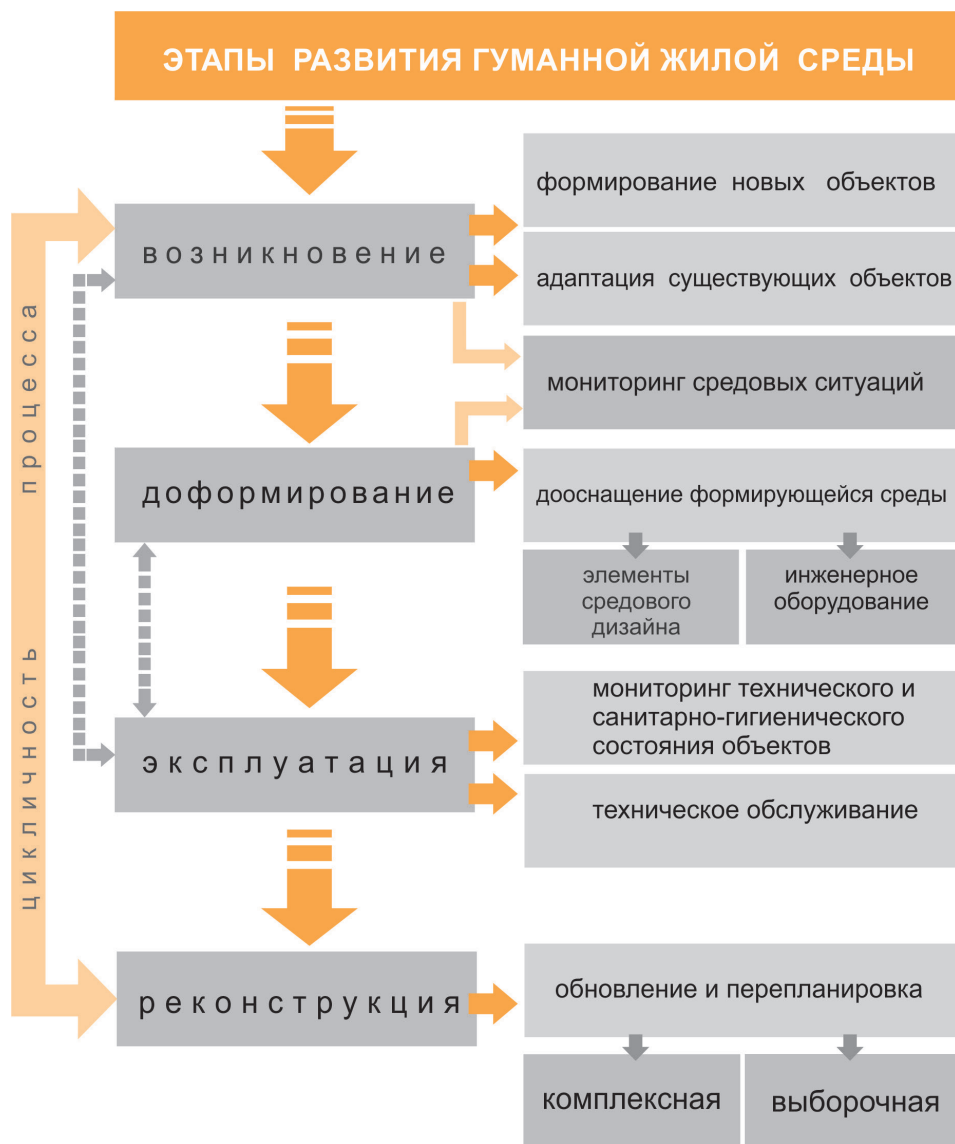 ЭТАПЫ РАЗВИТИЯ ГУМАННОЙ ЖИЛОЙ СРЕДЫ
возникновение
формирование новых объектов
адаптация существующих объектов
мониторинг средовых ситуаций
доформирование
дооснащение формирующейся среды
элементы
средового
дизайна
инженерное
оборудование
эксплуатация
мониторинг технического и
санитарно-гигиенического
состояния объектов
техническое обслуживание
реконструкция
обновление и перепланировка
комплексная
выборочная
цикличность процесса